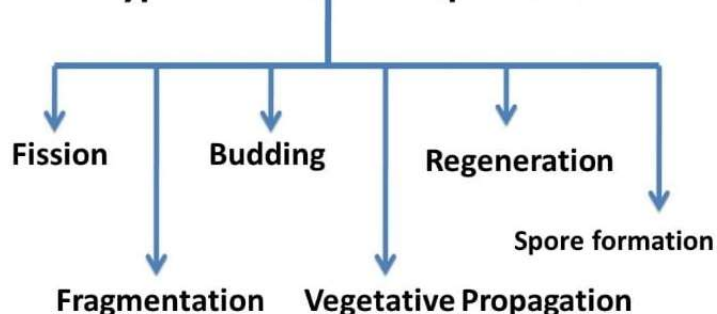 Fission
Budding
Regeneration
Spore formation
Fragmentation
Vegetative Propagation